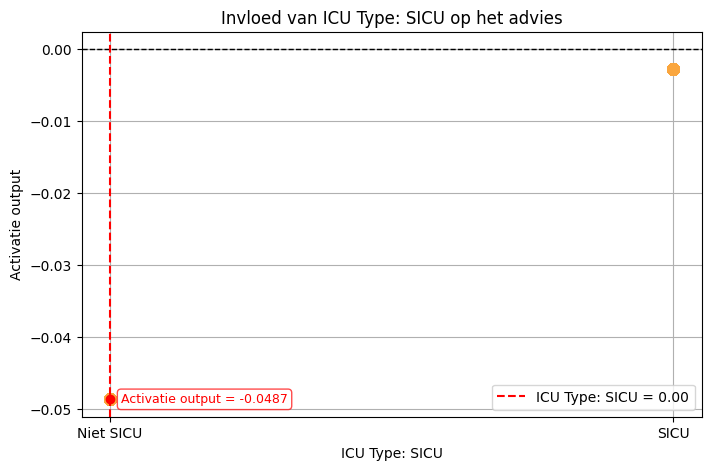 Invloed van ICU Type: SICU op het advies
Activatie output
0.00
−0.01
−0.02
−0.03
−0.04
−0.05
Activatie output = -0.0487
ICU Type: SICU = 0.00
Niet SICU
SICU
ICU Type: SICU